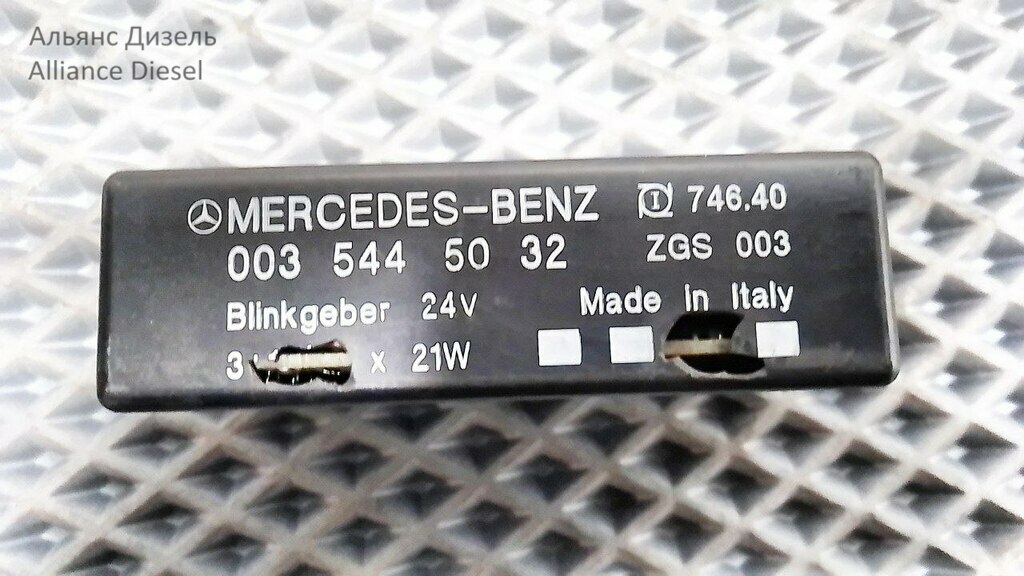 Альянс Дизель
Alliance Diesel
MERCEDES-BENZ 746.40
003 544 50 32 ZGS 003
Blinkgeber 24V Made in Italy
3 x 21W